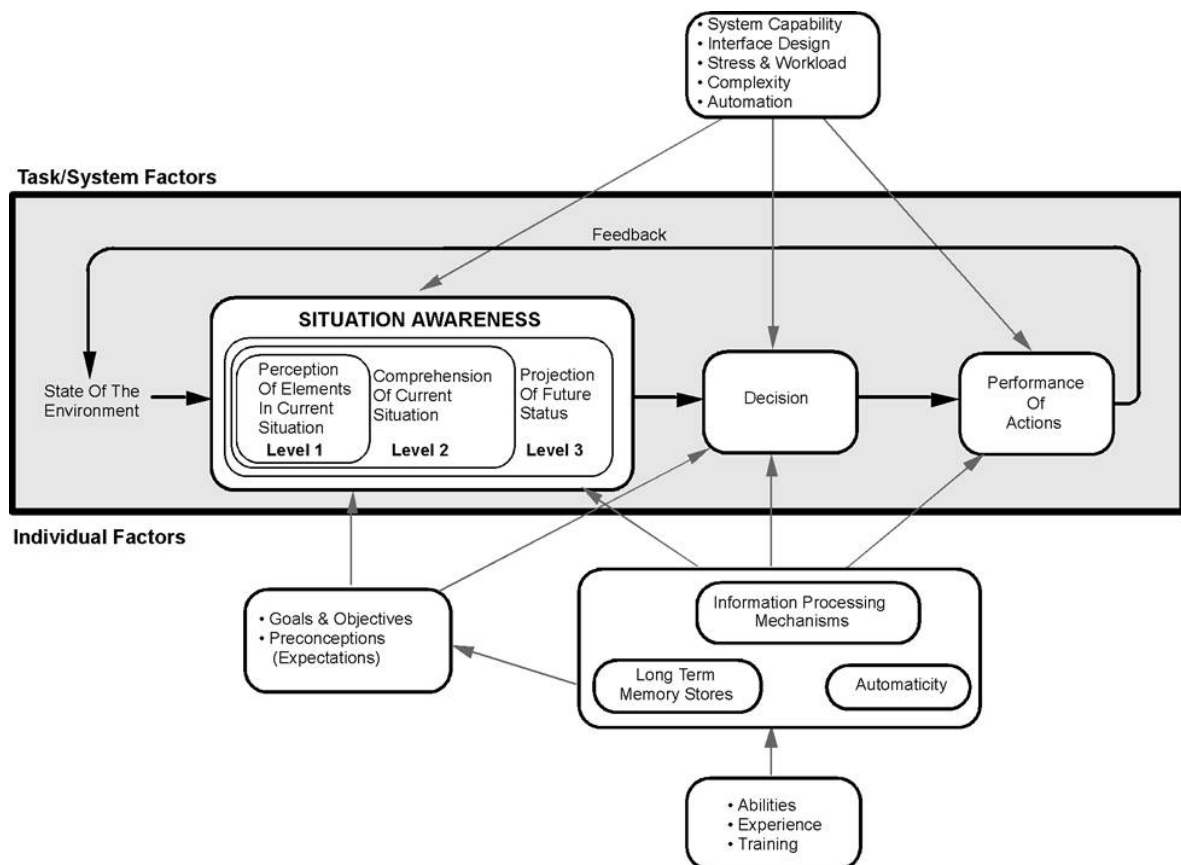 • System Capability
• Interface Design
• Stress & Workload
• Complexity
• Automation
Task/System Factors
Feedback
SITUATION AWARENESS
State Of The
Environment
Perception
Of Elements
In Current
Situation
Level 1
Comprehension
Of Current
Situation
Level 2
Projection
Of Future
Status
Level 3
Decision
Performance
Of
Actions
Individual Factors
• Goals & Objectives
• Preconceptions
(Expectations)
Information Processing
Mechanisms
Long Term
Memory Stores
Automaticity
• Abilities
• Experience
• Training